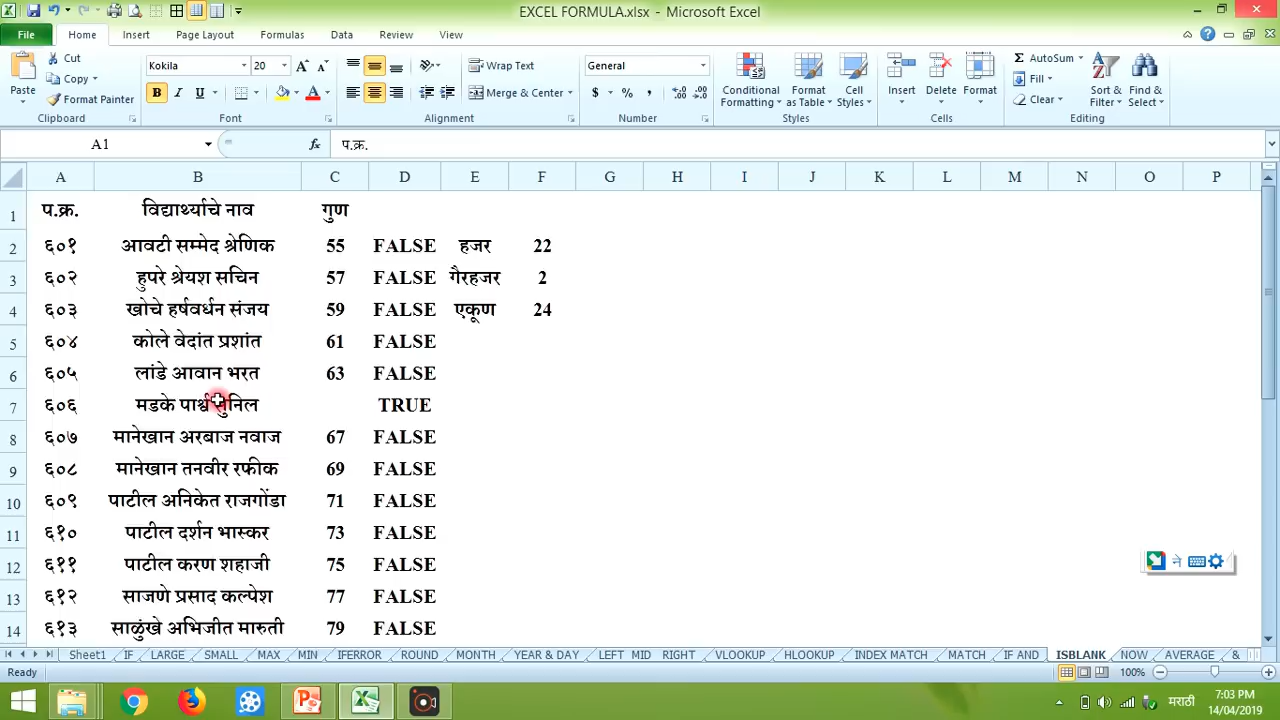 EXCEL FORMULA.xlsx - Microsoft Excel
File Home Insert Page Layout Formulas Data Review View
Paste Cut Copy Format Painter Clipboard
Kokila 20 B I U A Font
Wrap Text Merge & Center Alignment
General $ % , Number
Conditional Formatting Format as Table Cell Styles Styles
Insert Delete Format Cells
Σ AutoSum Fill Clear Sort & Filter Find & Select Editing
A1 fx प.क्र.
A B C D E F G H I J K L M N O P
1 प.क्र. विद्यार्थ्याचे नाव गुण
2 ६०१ आवटी सम्मेद श्रेणिक 55 FALSE हजर 22
3 ६०२ हुपरे श्रेयश सचिन 57 FALSE गैरहजर 2
4 ६०३ खोचे हर्षवर्धन संजय 59 FALSE एकूण 24
5 ६०४ कोले वेदांत प्रशांत 61 FALSE
6 ६०५ लांडे आवान भरत 63 FALSE
7 ६०६ मडके पार्श्व सुनिल TRUE
8 ६०७ मानेखान अरबाज नवाज 67 FALSE
9 ६०८ मानेखान तनवीर रफीक 69 FALSE
10 ६०९ पाटील अनिकेत राजगोंडा 71 FALSE
11 ६१० पाटील दर्शन भास्कर 73 FALSE
12 ६११ पाटील करण शहाजी 75 FALSE
13 ६१२ साजणे प्रसाद कल्पेश 77 FALSE
14 ६१३ साळुंखे अभिजीत मारुती 79 FALSE
ने
Sheet1 IF LARGE SMALL MAX MIN IFERROR ROUND MONTH YEAR & DAY LEFT MID RIGHT VLOOKUP HLOOKUP INDEX MATCH MATCH IF AND ISBLANK NOW AVERAGE &
Ready 100%
मराठी 7:03 PM
14/04/2019